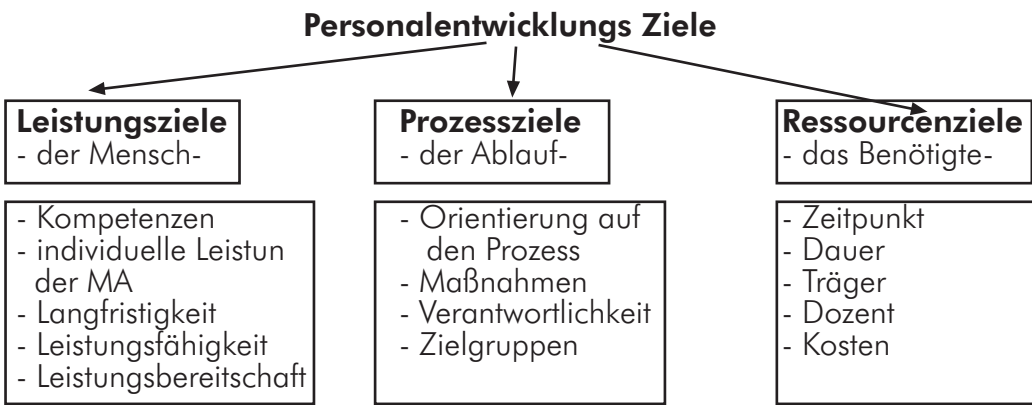 Personalentwicklungs Ziele
Leistungsziele
- der Mensch-
- Kompetenzen
- individuelle Leistun
der MA
- Langfristigkeit
- Leistungsfähigkeit
- Leistungsbereitschaft
Prozessziele
- der Ablauf-
- Orientierung auf
den Prozess
- Maßnahmen
- Verantwortlichkeit
- Zielgruppen
Ressourcenziele
- das Benötigte-
- Zeitpunkt
- Dauer
- Träger
- Dozent
- Kosten